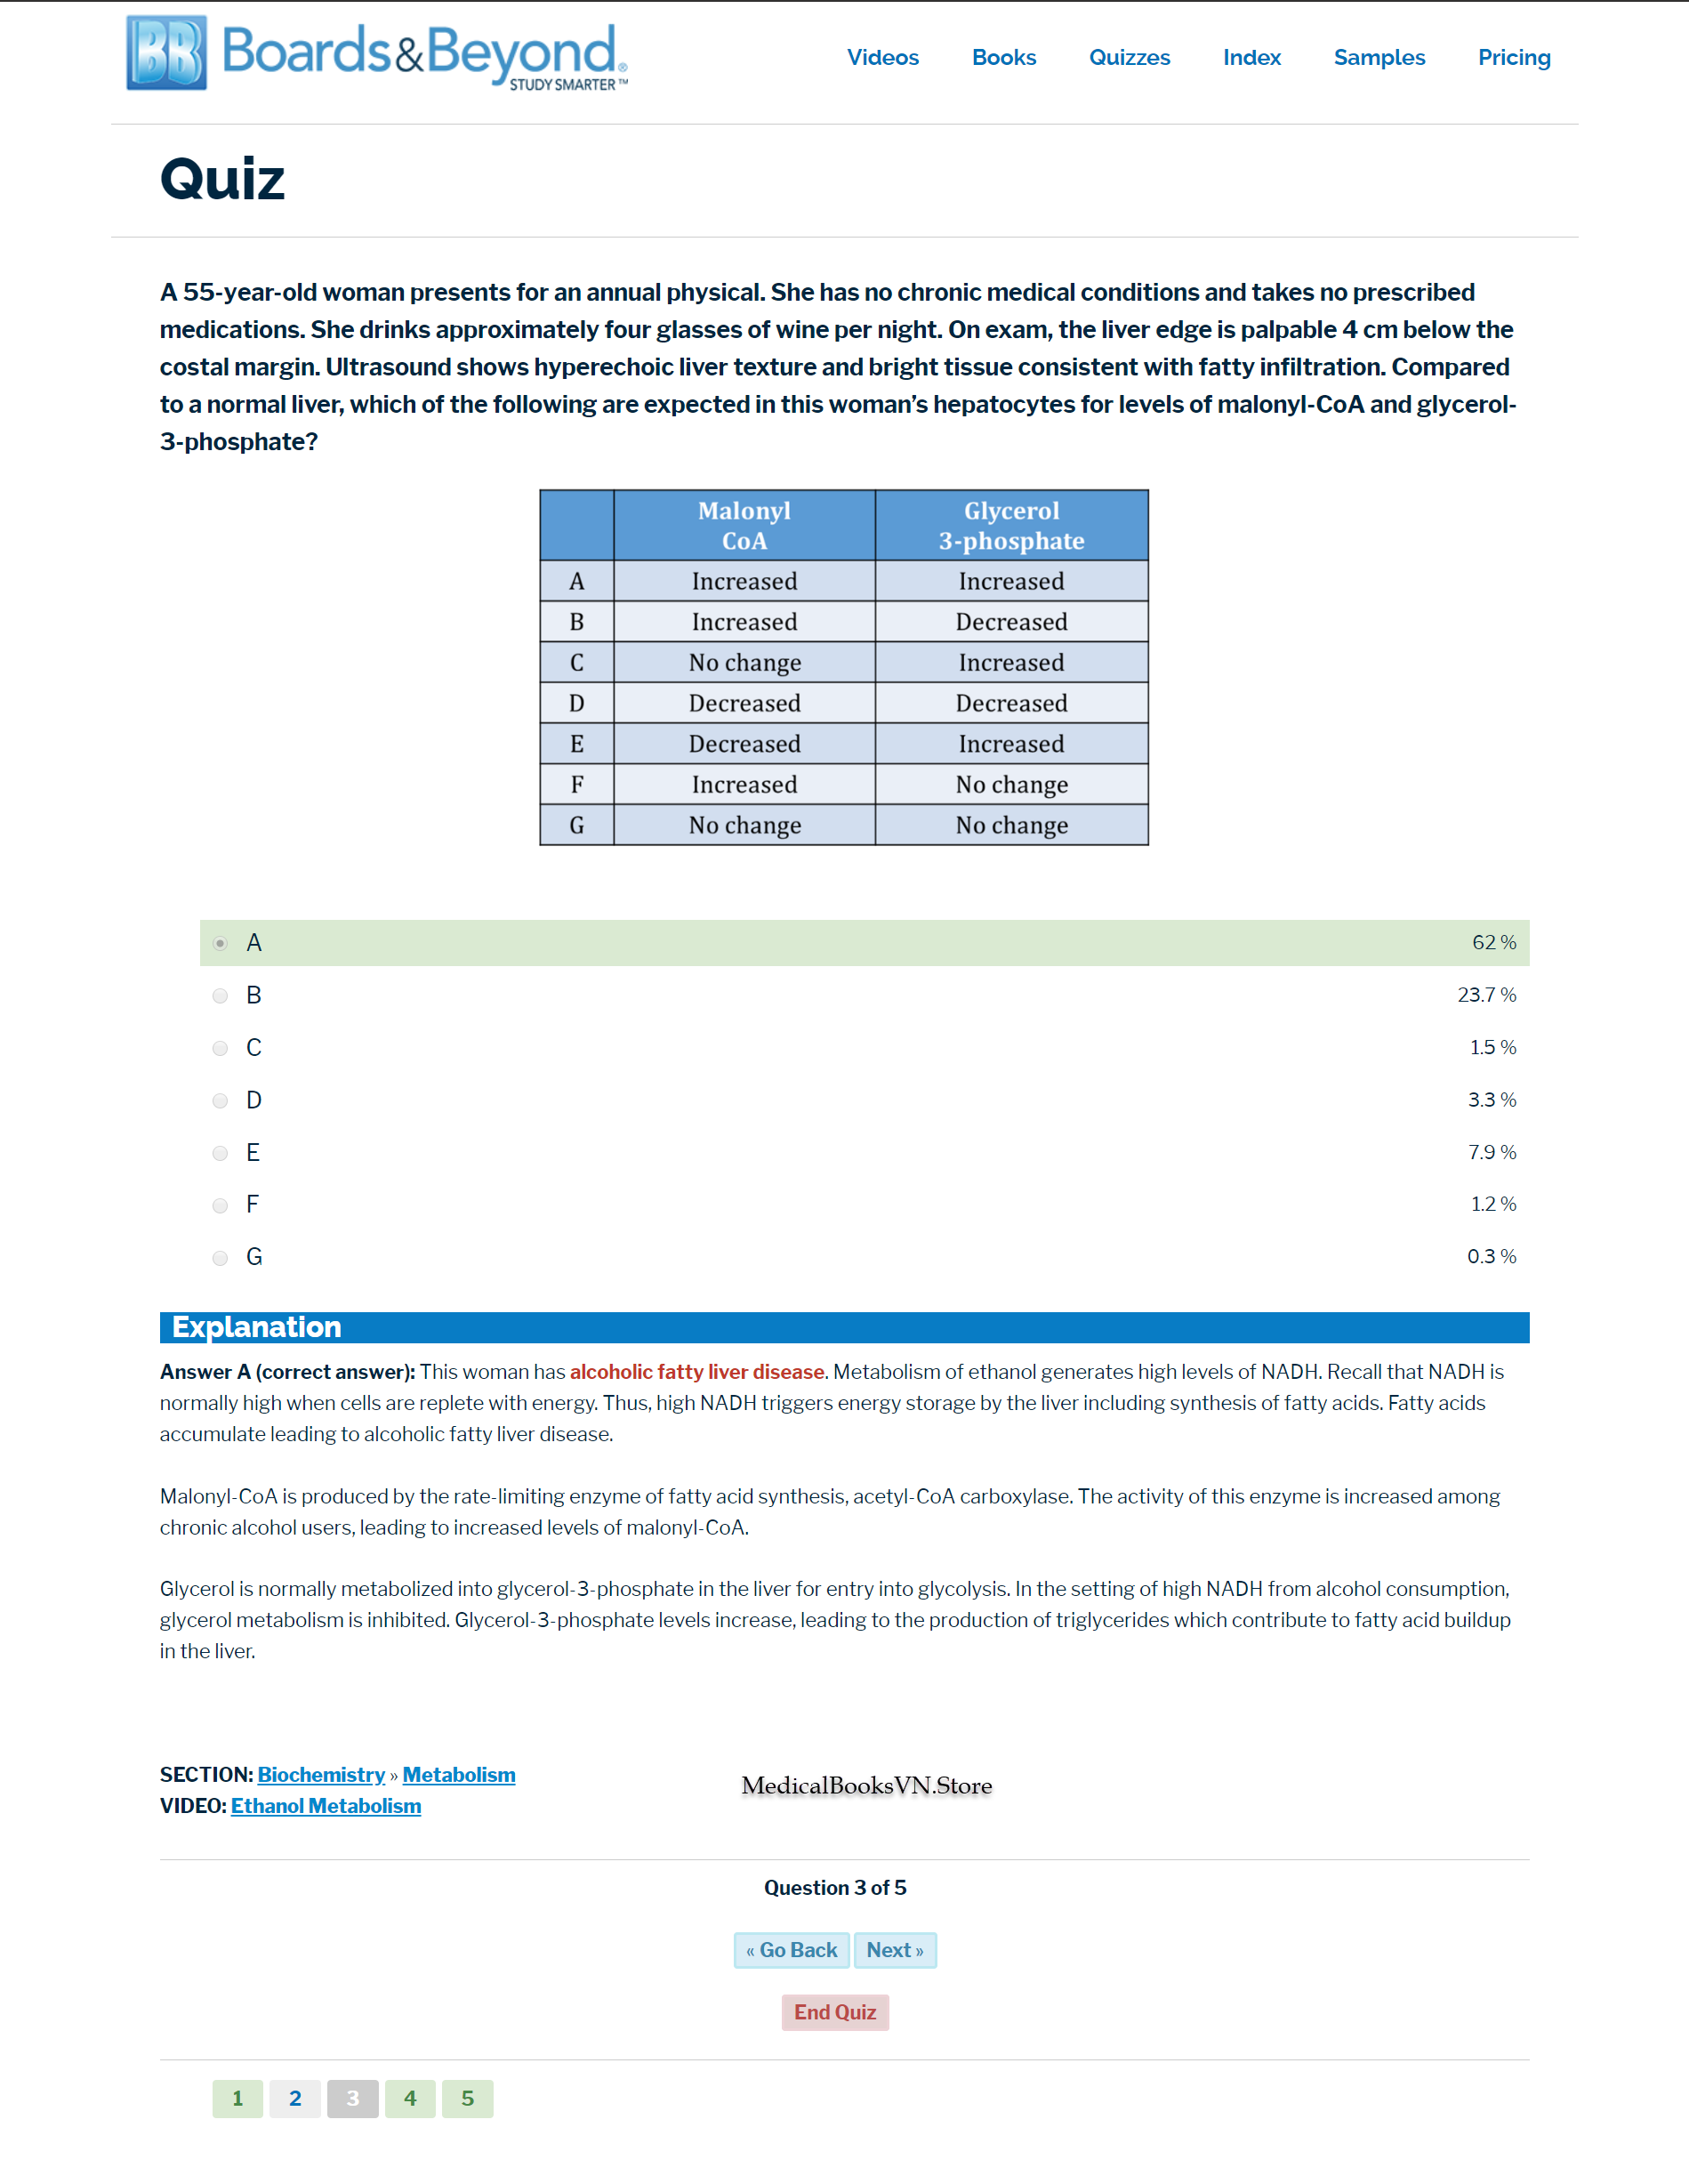 BB Boards&Beyond®
STUDY SMARTER™
Videos Books Quizzes Index Samples Pricing
Quiz
A 55-year-old woman presents for an annual physical. She has no chronic medical conditions and takes no prescribed
medications. She drinks approximately four glasses of wine per night. On exam, the liver edge is palpable 4 cm below the
costal margin. Ultrasound shows hyperechoic liver texture and bright tissue consistent with fatty infiltration. Compared
to a normal liver, which of the following are expected in this woman’s hepatocytes for levels of malonyl-CoA and glycerol-
3-phosphate?
Malonyl CoA Glycerol 3-phosphate
A Increased Increased
B Increased Decreased
C No change Increased
D Decreased Decreased
E Decreased Increased
F Increased No change
G No change No change
A 62 %
B 23.7 %
C 1.5 %
D 3.3 %
E 7.9 %
F 1.2 %
G 0.3 %
Explanation
Answer A (correct answer): This woman has alcoholic fatty liver disease. Metabolism of ethanol generates high levels of NADH. Recall that NADH is
normally high when cells are replete with energy. Thus, high NADH triggers energy storage by the liver including synthesis of fatty acids. Fatty acids
accumulate leading to alcoholic fatty liver disease.
Malonyl-CoA is produced by the rate-limiting enzyme of fatty acid synthesis, acetyl-CoA carboxylase. The activity of this enzyme is increased among
chronic alcohol users, leading to increased levels of malonyl-CoA.
Glycerol is normally metabolized into glycerol-3-phosphate in the liver for entry into glycolysis. In the setting of high NADH from alcohol consumption,
glycerol metabolism is inhibited. Glycerol-3-phosphate levels increase, leading to the production of triglycerides which contribute to fatty acid buildup
in the liver.
SECTION: Biochemistry » Metabolism
VIDEO: Ethanol Metabolism
MedicalBooksVN.Store
Question 3 of 5
« Go Back Next »
End Quiz
1 2 3 4 5